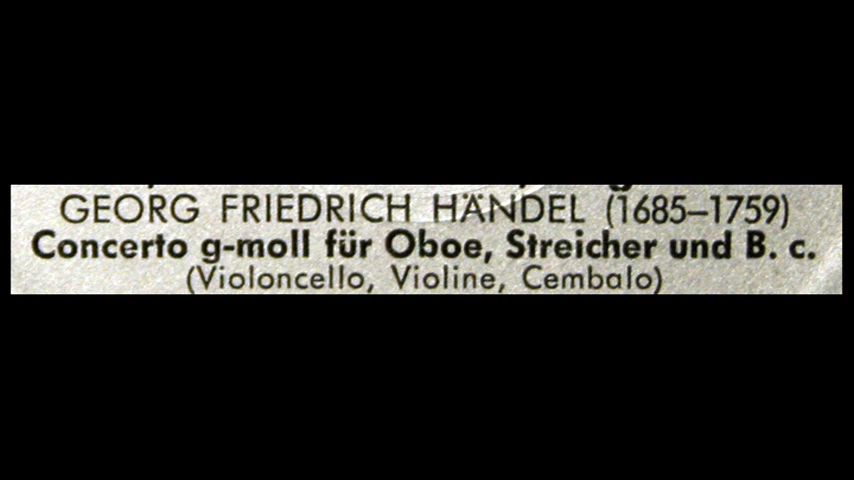 GEORG FRIEDRICH HÄNDEL (1685–1759)
Concerto g-moll für Oboe, Streicher und B. c.
(Violoncello, Violine, Cembalo)